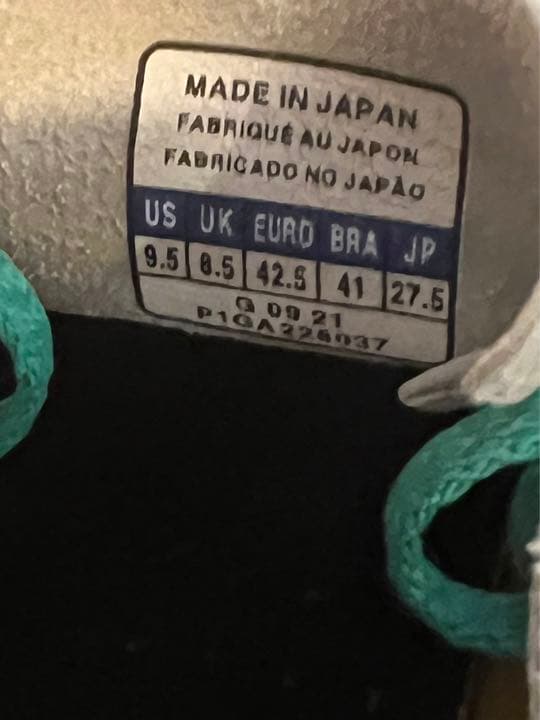 MADE IN JAPAN
FABRIQUÉ AU JAPON
FABRICADO NO JAPÃO
US UK EURO BRA JP
9.5 8.5 42.5 41 27.5
G 09 21